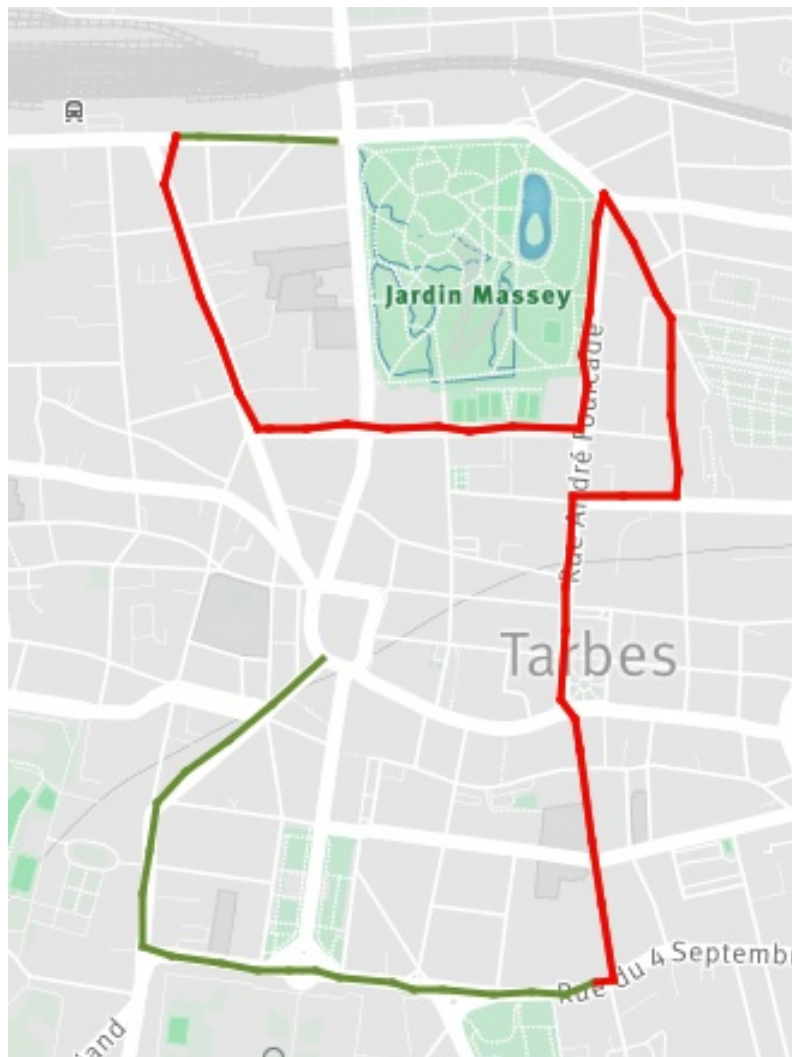 Jardin Massey
Rue André Fourcade
Tarbes
Rue du 4 Septembr
land